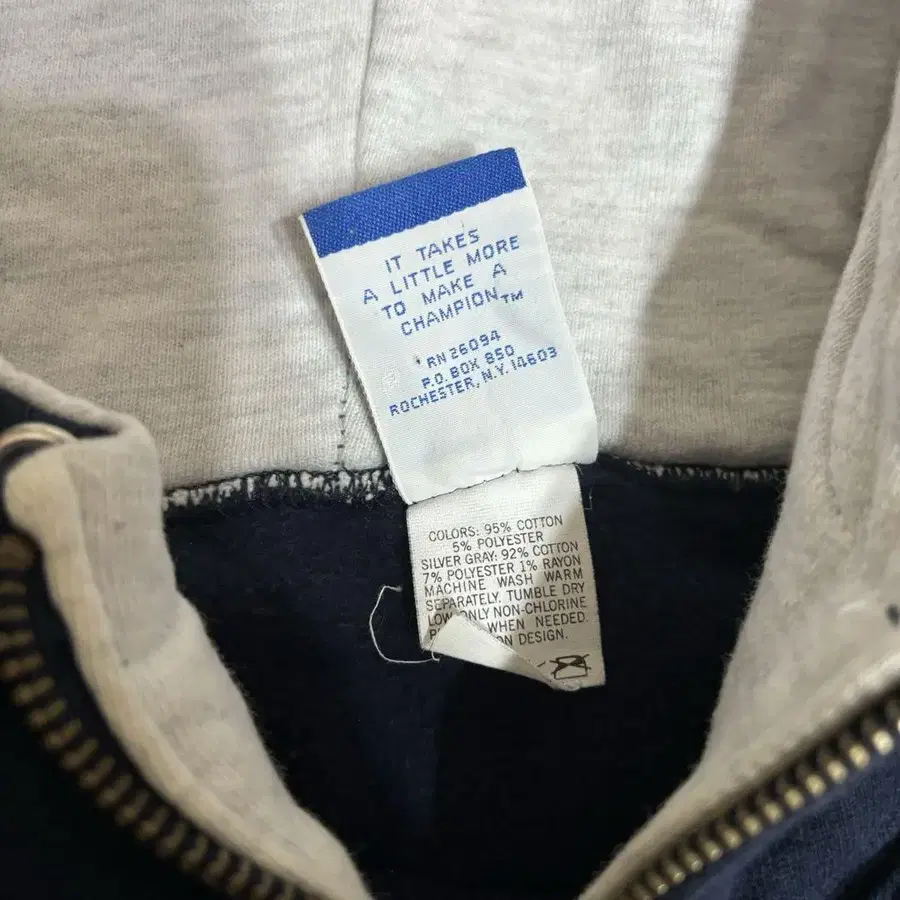 IT TAKES
A LITTLE MORE
TO MAKE A
CHAMPION™
RN 26094
P.O. BOX 850
ROCHESTER, N.Y. 14603
COLORS: 95% COTTON
5% POLYESTER
SILVER GRAY: 92% COTTON
7% POLYESTER 1% RAYON
MACHINE WASH WARM
SEPARATELY. TUMBLE DRY
LOW. ONLY NON-CHLORINE
WHEN NEEDED.
DESIGN.